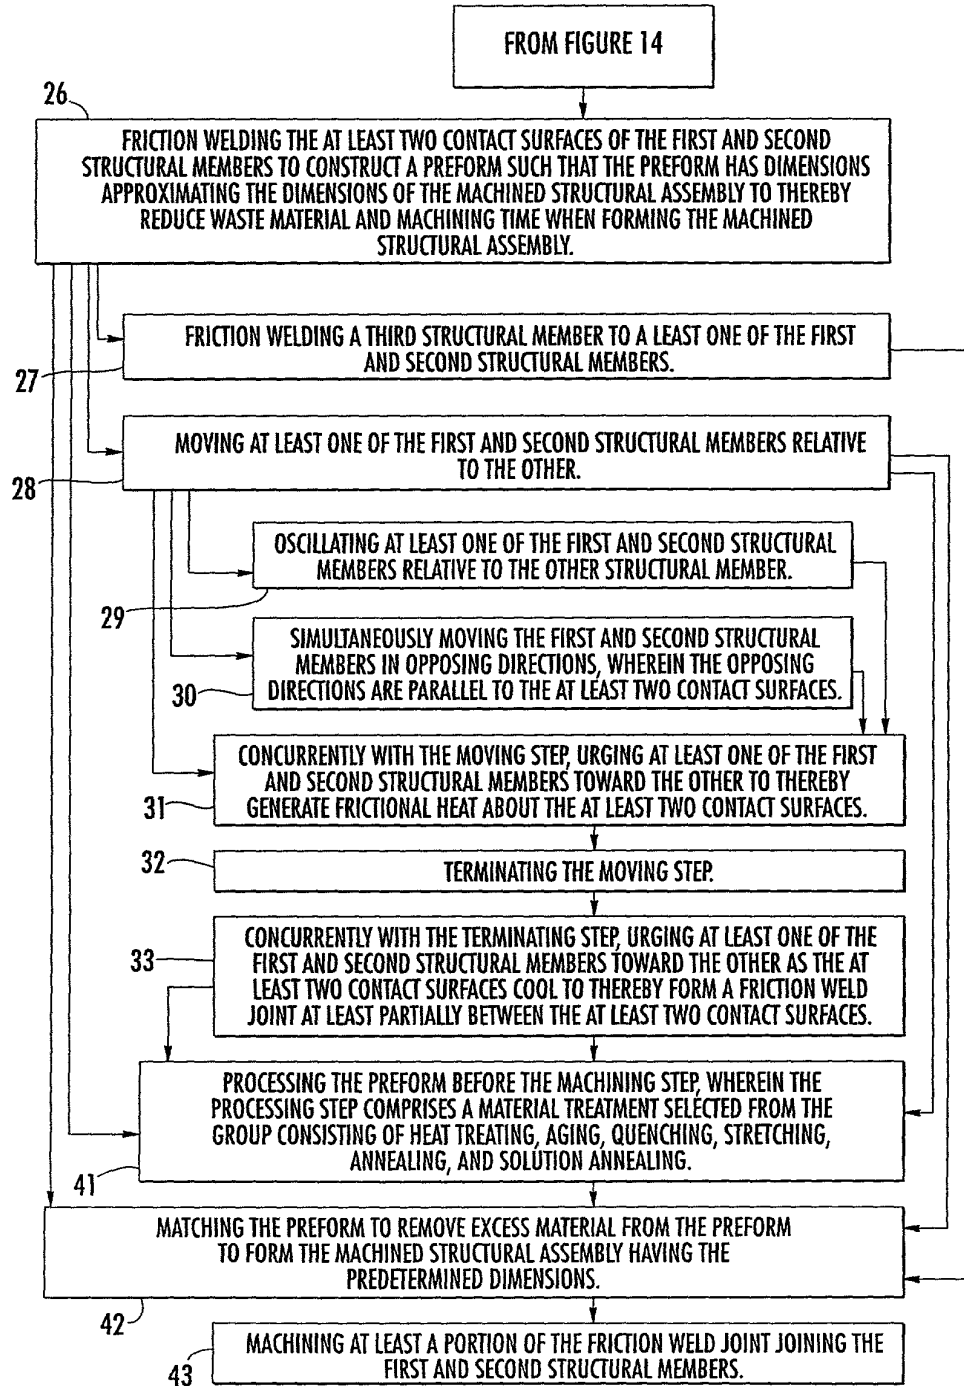 FROM FIGURE 14
26
FRICTION WELDING THE AT LEAST TWO CONTACT SURFACES OF THE FIRST AND SECOND
STRUCTURAL MEMBERS TO CONSTRUCT A PREFORM SUCH THAT THE PREFORM HAS DIMENSIONS
APPROXIMATING THE DIMENSIONS OF THE MACHINED STRUCTURAL ASSEMBLY TO THEREBY
REDUCE WASTE MATERIAL AND MACHINING TIME WHEN FORMING THE MACHINED
STRUCTURAL ASSEMBLY.
FRICTION WELDING A THIRD STRUCTURAL MEMBER TO A LEAST ONE OF THE FIRST
AND SECOND STRUCTURAL MEMBERS.
27
MOVING AT LEAST ONE OF THE FIRST AND SECOND STRUCTURAL MEMBERS RELATIVE
TO THE OTHER.
28
OSCILLATING AT LEAST ONE OF THE FIRST AND SECOND STRUCTURAL
MEMBERS RELATIVE TO THE OTHER STRUCTURAL MEMBER.
29
SIMULTANEOUSLY MOVING THE FIRST AND SECOND STRUCTURAL
MEMBERS IN OPPOSING DIRECTIONS, WHEREIN THE OPPOSING
DIRECTIONS ARE PARALLEL TO THE AT LEAST TWO CONTACT SURFACES.
30
CONCURRENTLY WITH THE MOVING STEP, URGING AT LEAST ONE OF THE FIRST
AND SECOND STRUCTURAL MEMBERS TOWARD THE OTHER TO THEREBY
GENERATE FRICTIONAL HEAT ABOUT THE AT LEAST TWO CONTACT SURFACES.
31
32
TERMINATING THE MOVING STEP.
CONCURRENTLY WITH THE TERMINATING STEP, URGING AT LEAST ONE OF THE
33
FIRST AND SECOND STRUCTURAL MEMBERS TOWARD THE OTHER AS THE AT
LEAST TWO CONTACT SURFACES COOL TO THEREBY FORM A FRICTION WELD
JOINT AT LEAST PARTIALLY BETWEEN THE AT LEAST TWO CONTACT SURFACES.
PROCESSING THE PREFORM BEFORE THE MACHINING STEP, WHEREIN THE
PROCESSING STEP COMPRISES A MATERIAL TREATMENT SELECTED FROM THE
GROUP CONSISTING OF HEAT TREATING, AGING, QUENCHING, STRETCHING,
ANNEALING, AND SOLUTION ANNEALING.
41
MATCHING THE PREFORM TO REMOVE EXCESS MATERIAL FROM THE PREFORM
TO FORM THE MACHINED STRUCTURAL ASSEMBLY HAVING THE
PREDETERMINED DIMENSIONS.
42
MACHINING AT LEAST A PORTION OF THE FRICTION WELD JOINT JOINING THE
FIRST AND SECOND STRUCTURAL MEMBERS.
43